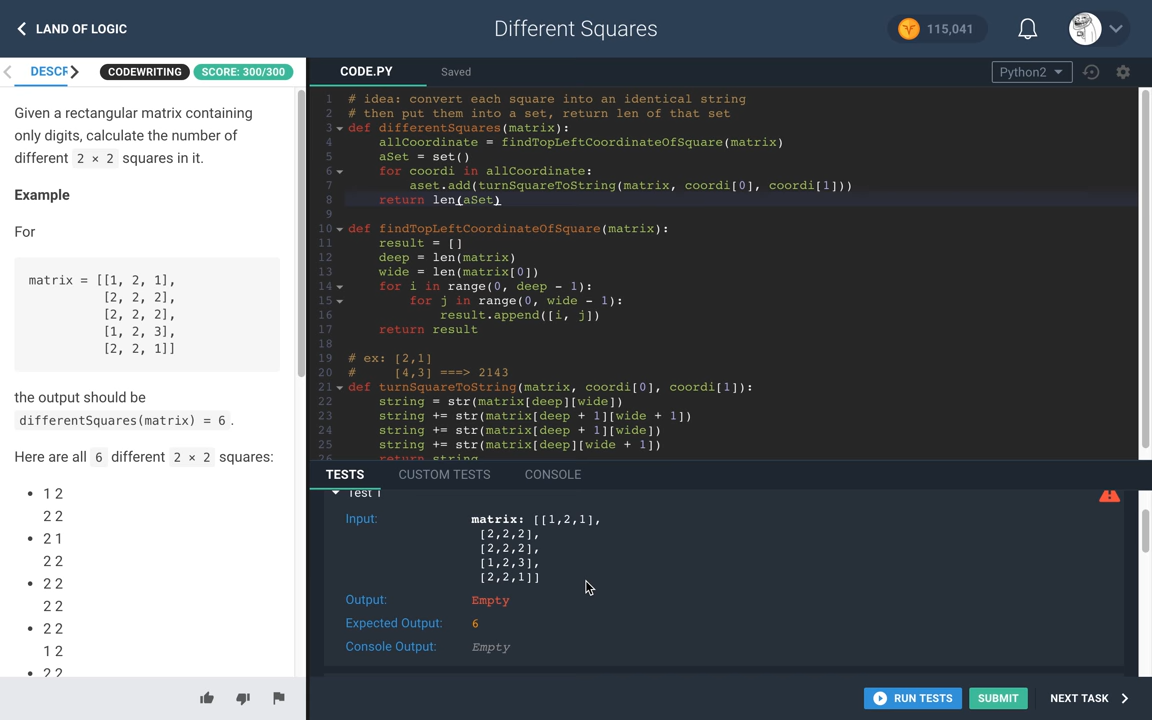 LAND OF LOGIC
Different Squares
115,041
DESCR
CODEWRITING
SCORE: 300/300
Given a rectangular matrix containing
only digits, calculate the number of
different 2 × 2 squares in it.
Example
For
matrix = [[1, 2, 1],
[2, 2, 2],
[2, 2, 2],
[1, 2, 3],
[2, 2, 1]]
the output should be
differentSquares(matrix) = 6 .
Here are all 6 different 2 × 2 squares:
• 1 2
2 2
• 2 1
2 2
• 2 2
2 2
• 2 2
1 2
• 2 2
CODE.PY
Saved
Python2
1 # idea: convert each square into an identical string
2 # then put them into a set, return len of that set
3 def differentSquares(matrix):
4 allCoordinate = findTopLeftCoordinateOfSquare(matrix)
5 aSet = set()
6 for coordi in allCoordinate:
7 aset.add(turnSquareToString(matrix, coordi[0], coordi[1]))
8 return len(aSet)
9
10 def findTopLeftCoordinateOfSquare(matrix):
11 result = []
12 deep = len(matrix)
13 wide = len(matrix[0])
14 for i in range(0, deep - 1):
15 for j in range(0, wide - 1):
16 result.append([i, j])
17 return result
18
19 # ex: [2,1]
20 # [4,3] ===> 2143
21 def turnSquareToString(matrix, coordi[0], coordi[1]):
22 string = str(matrix[deep][wide])
23 string += str(matrix[deep + 1][wide + 1])
24 string += str(matrix[deep + 1][wide])
25 string += str(matrix[deep][wide + 1])
26 return string
TESTS
CUSTOM TESTS
CONSOLE
Test 1
Input:
matrix: [[1,2,1],
[2,2,2],
[2,2,2],
[1,2,3],
[2,2,1]]
Output: Empty
Expected Output: 6
Console Output: Empty
RUN TESTS
SUBMIT
NEXT TASK